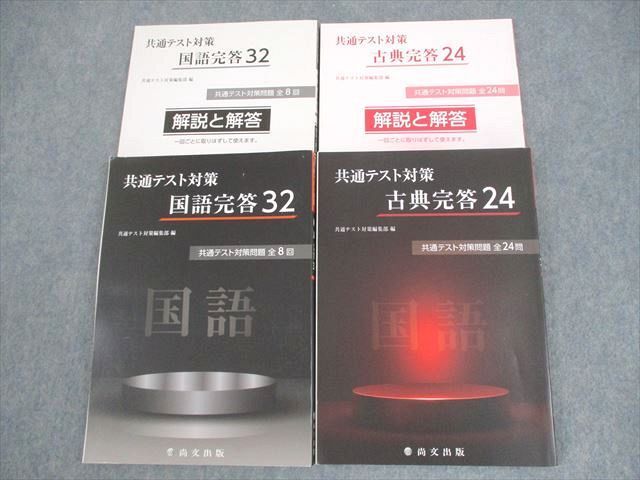 共通テスト対策
国語完答32
共通テスト対策編集部 編
共通テスト対策問題 全8回
解説と解答
一回ごとに取りはずして使えます。
共通テスト対策
古典完答24
共通テスト対策編集部 編
共通テスト対策問題 全24問
解説と解答
一回ごとに取りはずして使えます。
共通テスト対策
国語完答32
共通テスト対策編集部 編
共通テスト対策問題 全8回
国語
尚文出版
共通テスト対策
古典完答24
共通テスト対策編集部 編
共通テスト対策問題 全24問
国語
尚文出版